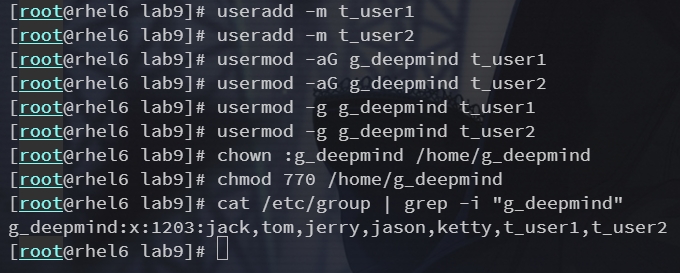 [root@rhel6 lab9]# useradd -m t_user1
[root@rhel6 lab9]# useradd -m t_user2
[root@rhel6 lab9]# usermod -aG g_deepmind t_user1
[root@rhel6 lab9]# usermod -aG g_deepmind t_user2
[root@rhel6 lab9]# usermod -g g_deepmind t_user1
[root@rhel6 lab9]# usermod -g g_deepmind t_user2
[root@rhel6 lab9]# chown :g_deepmind /home/g_deepmind
[root@rhel6 lab9]# chmod 770 /home/g_deepmind
[root@rhel6 lab9]# cat /etc/group | grep -i "g_deepmind"
g_deepmind:x:1203:jack,tom,jerry,jason,ketty,t_user1,t_user2
[root@rhel6 lab9]#